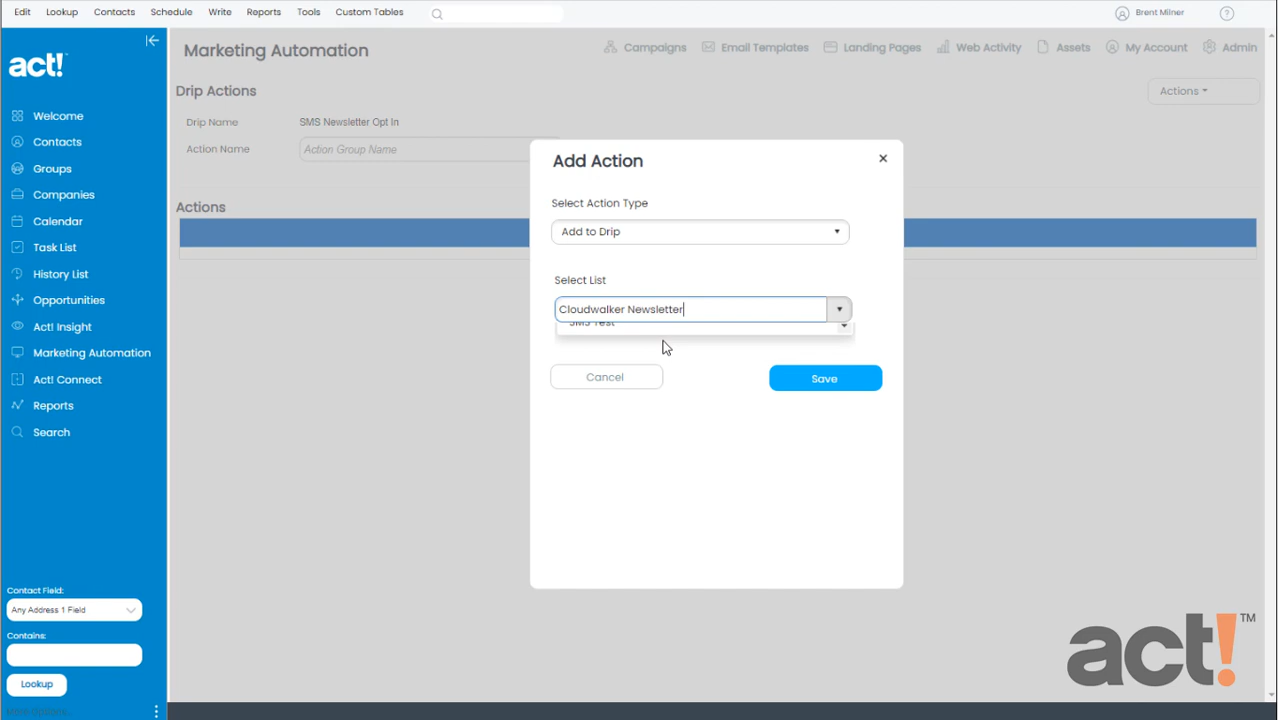 Edit Lookup Contacts Schedule Write Reports Tools Custom Tables Brent Milner ?
act!
Marketing Automation Campaigns Email Templates Landing Pages Web Activity Assets My Account Admin
Drip Actions Actions
Drip Name SMS Newsletter Opt In
Action Name Action Group Name
Actions
Welcome
Contacts
Groups
Companies
Calendar
Task List
History List
Opportunities
Act! Insight
Marketing Automation
Act! Connect
Reports
Search
Contact Field:
Any Address 1 Field
Contains:
Lookup
More Options...
Add Action ×
Select Action Type
Add to Drip
Select List
Cloudwalker Newsletter
SMS Test
Cancel Save
act! TM